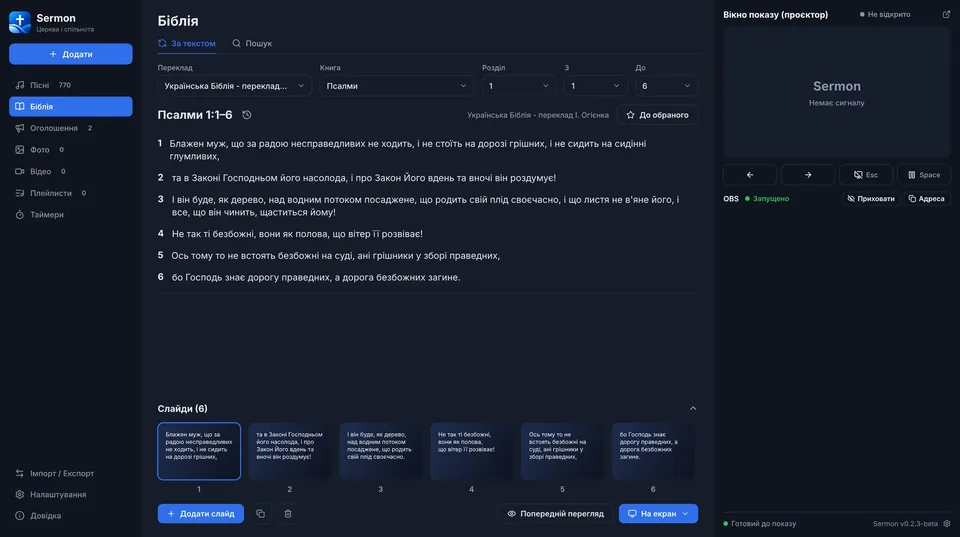 Sermon
Церква і спільнота
+ Додати
Пісні 770
Біблія
Оголошення 2
Фото 0
Відео 0
Плейлисти 0
Таймери
Імпорт / Експорт
Налаштування
Довідка
Біблія
За текстом Пошук
Переклад Книга Розділ З До
Українська Біблія - переклад... Псалми 1 1 6
Псалми 1:1–6 Українська Біблія - переклад І. Огієнка До обраного
1 Блажен муж, що за радою несправедливих не ходить, і не стоїть на дорозі грішних, і не сидить на сидінні
глумливих,
2 та в Законі Господньом його насолода, і про Закон Його вдень та вночі він роздумує!
3 І він буде, як дерево, над водним потоком посаджене, що родить свій плід своєчасно, і що листя не в'яне його, і
все, що він чинить, щаститься йому!
4 Не так ті безбожні, вони як полова, що вітер її розвіває!
5 Ось тому то не встоять безбожні на суді, ані грішники у зборі праведних,
6 бо Господь знає дорогу праведних, а дорога безбожних загине.
Слайди (6)
Блажен муж, що за
радою несправедливих
не ходить, і не сидить
на дорозі грішних,
1
та в Законі Господньом
його насолода, і про
Закон Його вдень та
вночі він роздумує!
2
І він буде, як дерево,
над водним потоком
посаджене, що родить
свій плід своєчасно.
3
Не так ті безбожні,
вони як полова,
що вітер її розвіває!
4
Ось тому то не
встоять безбожні на
суді, ані грішники у
зборі праведних,
5
бо Господь знає
дорогу праведних, а
дорога безбожних
загине.
6
+ Додати слайд Попередній перегляд На екран
Вікно показу (проєктор) Не відкрито
Sermon
Немає сигналу
← → Esc Space
OBS Запущено Приховати Адреса
Готовий до показу Sermon v0.2.3-beta